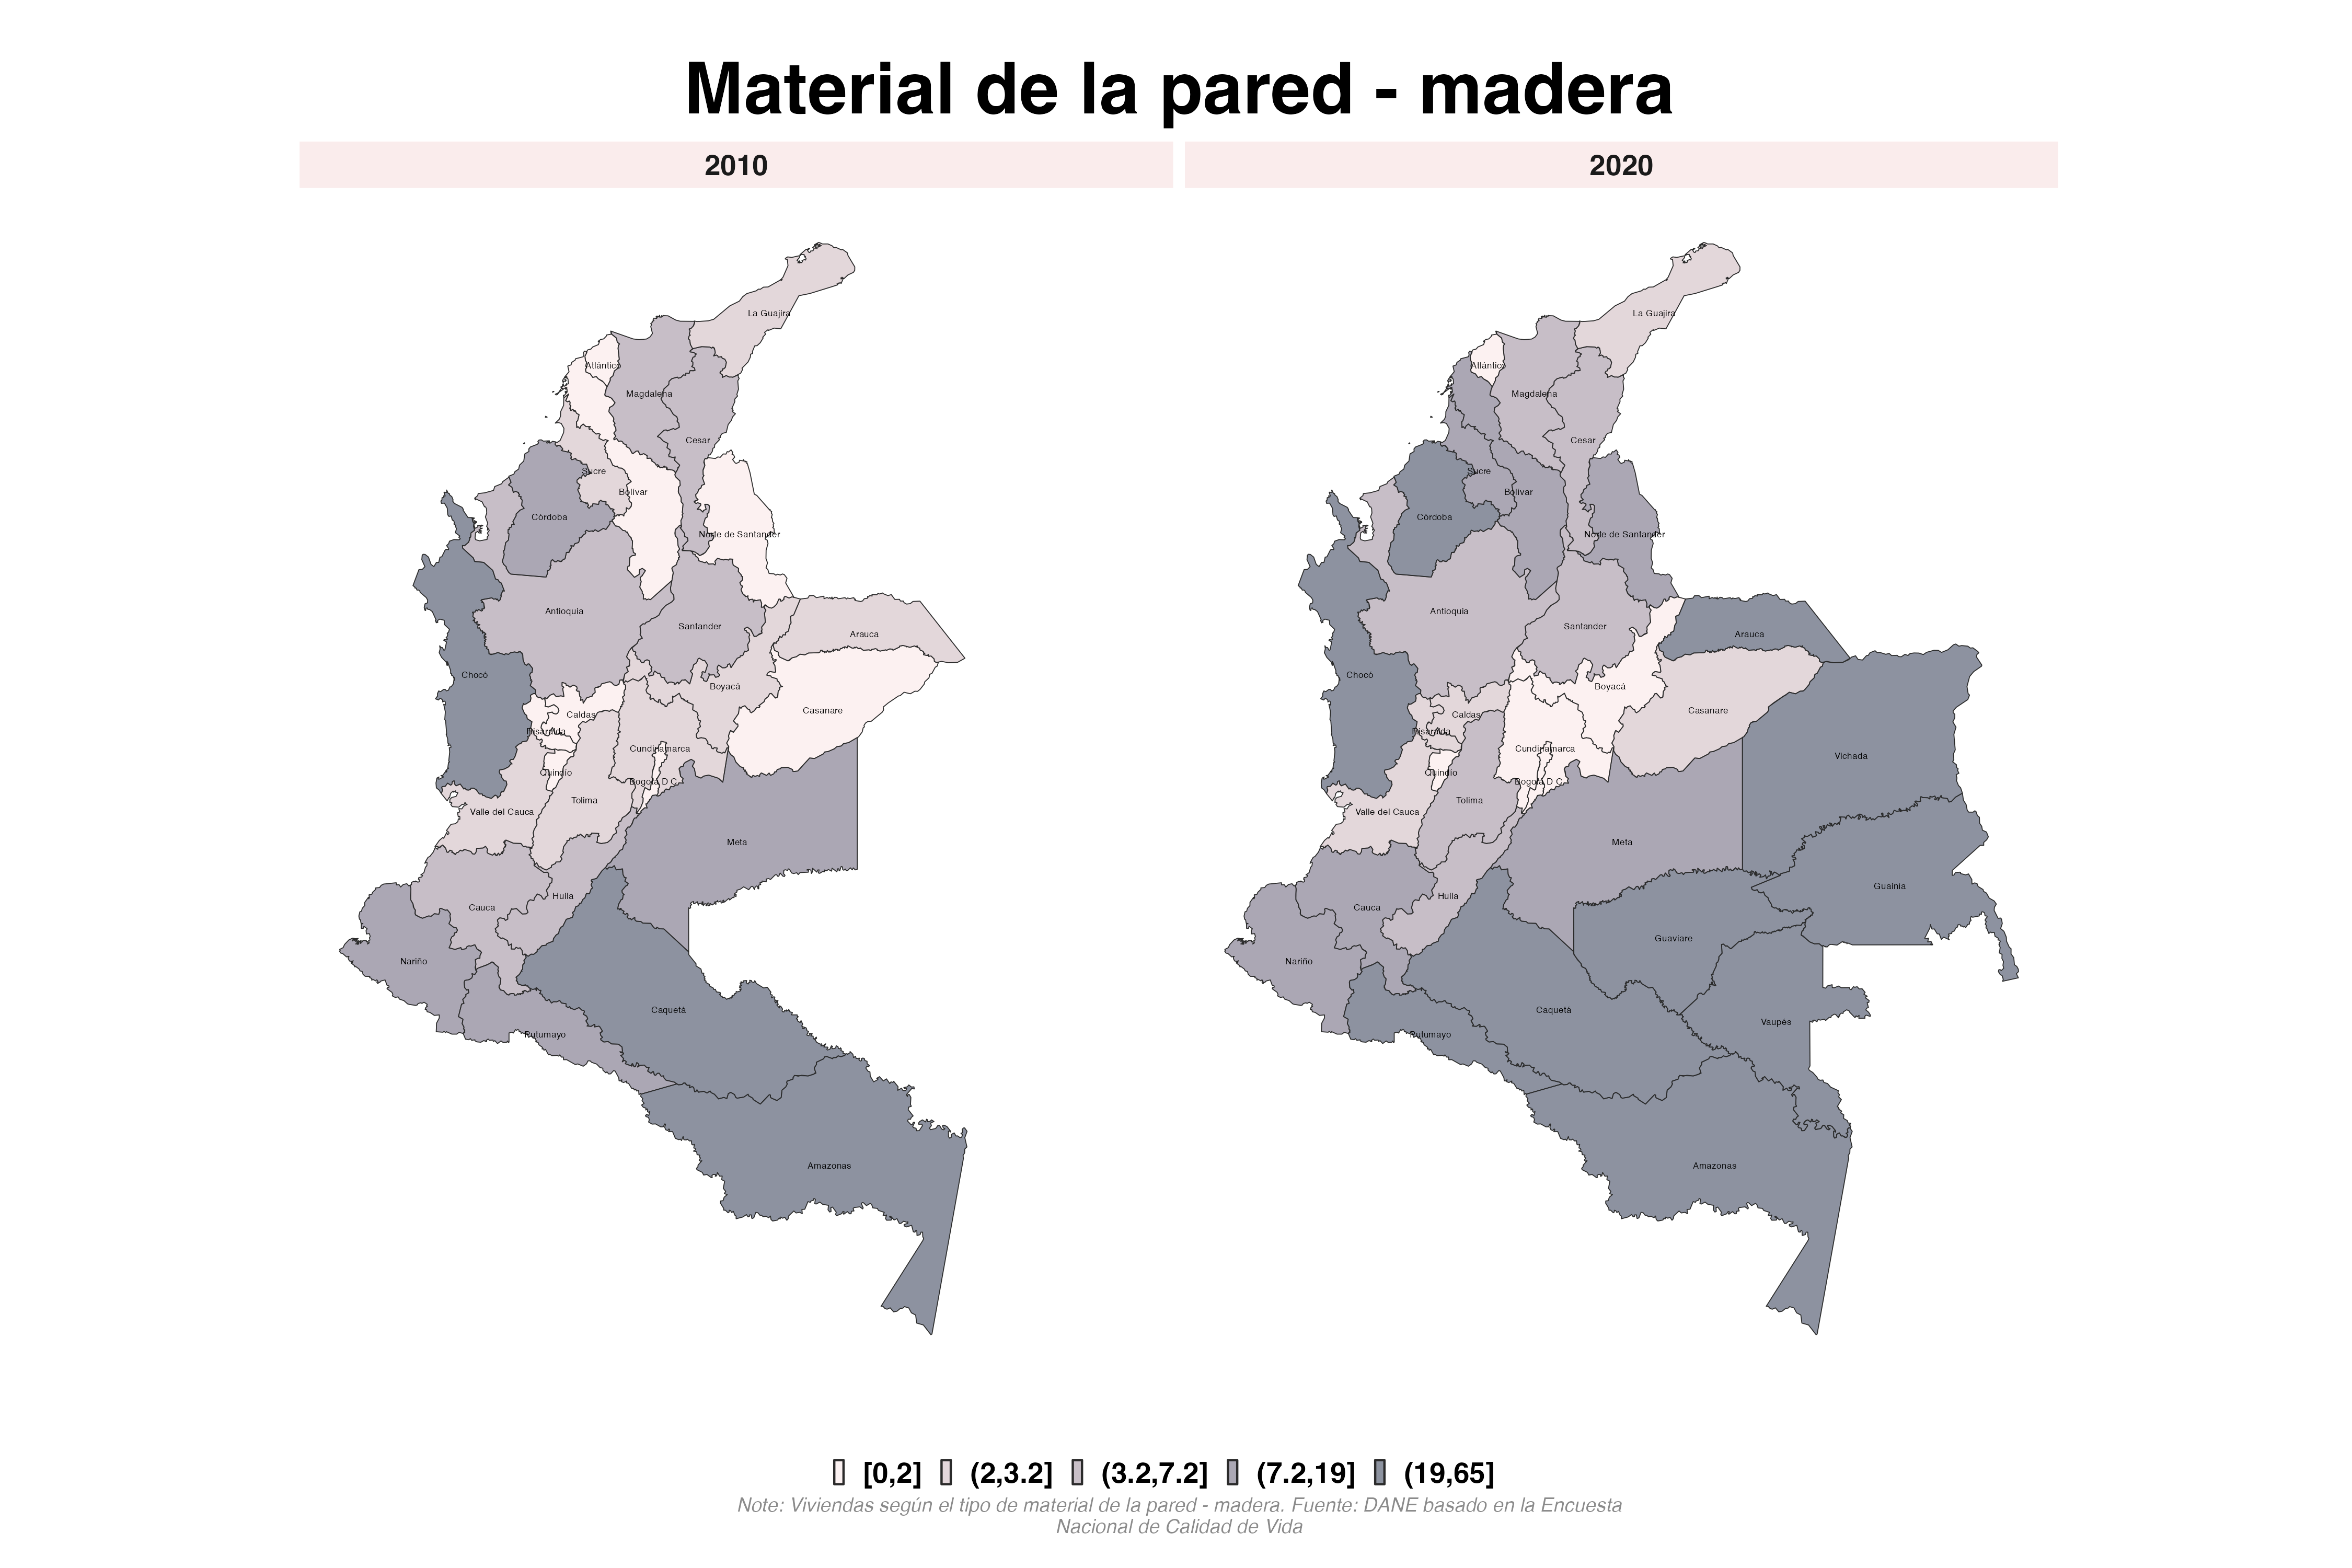 Material de la pared - madera
2010
2020
La Guajira
Atlántico
Magdalena
Cesar
Sucre
Bolívar
Córdoba
Norte de Santander
Antioquia
Santander
Arauca
Chocó
Boyacá
Casanare
Caldas
Risaralda
Cundinamarca
Quindio
Bogotá D.C.
Tolima
Valle del Cauca
Meta
Huila
Cauca
Nariño
Caquetá
Putumayo
Amazonas
La Guajira
Atlántico
Magdalena
Cesar
Sucre
Bolívar
Córdoba
Norte de Santander
Antioquia
Santander
Arauca
Chocó
Boyacá
Casanare
Caldas
Risaralda
Cundinamarca
Vichada
Quindio
Bogotá D.C.
Tolima
Valle del Cauca
Meta
Guainia
Huila
Cauca
Guaviare
Nariño
Caquetá
Vaupés
Putumayo
Amazonas
[0,2] (2,3.2] (3.2,7.2] (7.2,19] (19,65]
Note: Viviendas según el tipo de material de la pared - madera. Fuente: DANE basado en la Encuesta
Nacional de Calidad de Vida